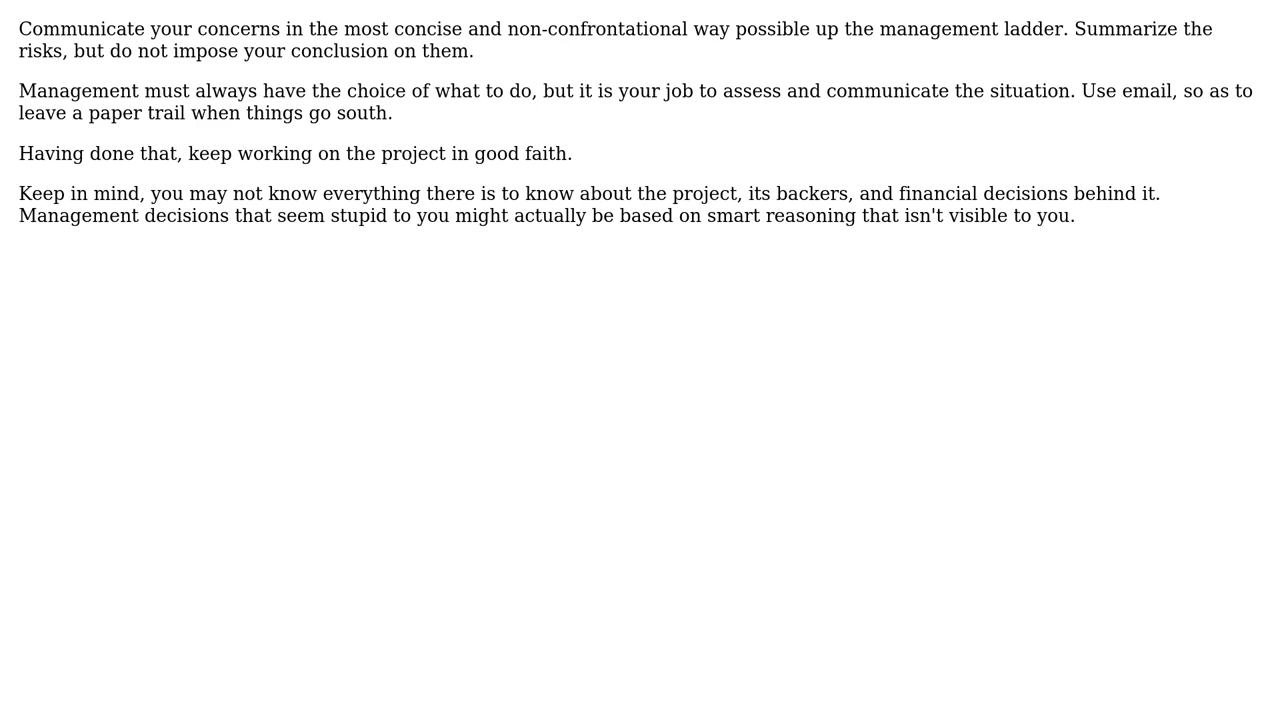 Communicate your concerns in the most concise and non-confrontational way possible up the management ladder. Summarize the
risks, but do not impose your conclusion on them.
Management must always have the choice of what to do, but it is your job to assess and communicate the situation. Use email, so as to
leave a paper trail when things go south.
Having done that, keep working on the project in good faith.
Keep in mind, you may not know everything there is to know about the project, its backers, and financial decisions behind it.
Management decisions that seem stupid to you might actually be based on smart reasoning that isn't visible to you.